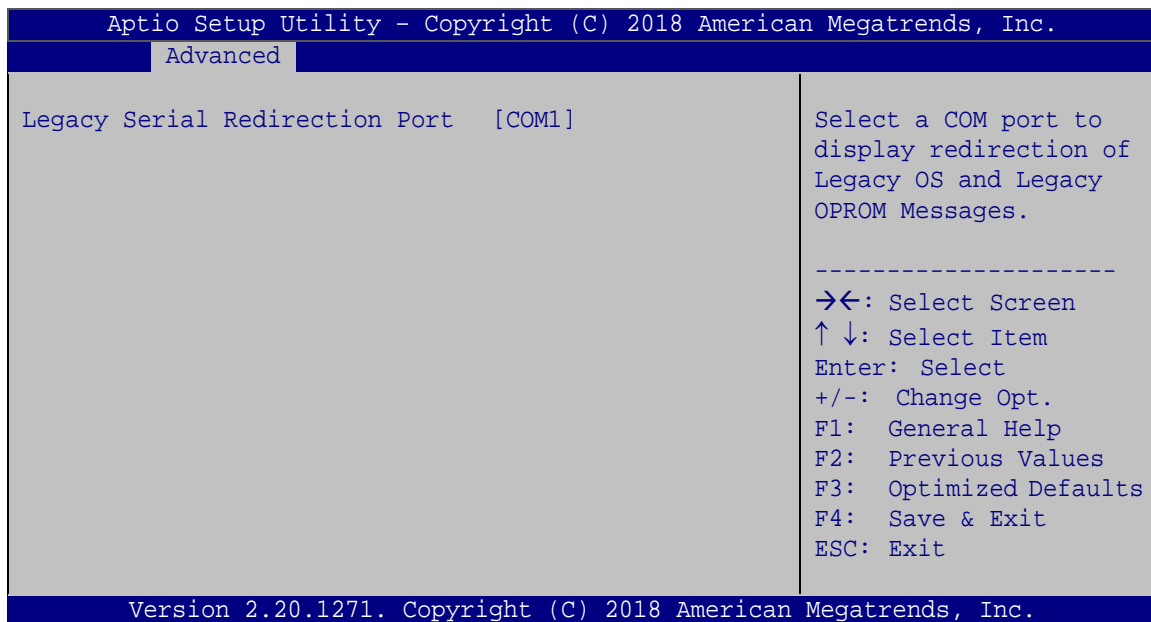 Aptio Setup Utility – Copyright (C) 2018 American Megatrends, Inc.
Advanced
Legacy Serial Redirection Port [COM1]
Select a COM port to
display redirection of
Legacy OS and Legacy
OPROM Messages.
---------------------
→←: Select Screen
↑ ↓: Select Item
Enter: Select
+/-: Change Opt.
F1: General Help
F2: Previous Values
F3: Optimized Defaults
F4: Save & Exit
ESC: Exit
Version 2.20.1271. Copyright (C) 2018 American Megatrends, Inc.